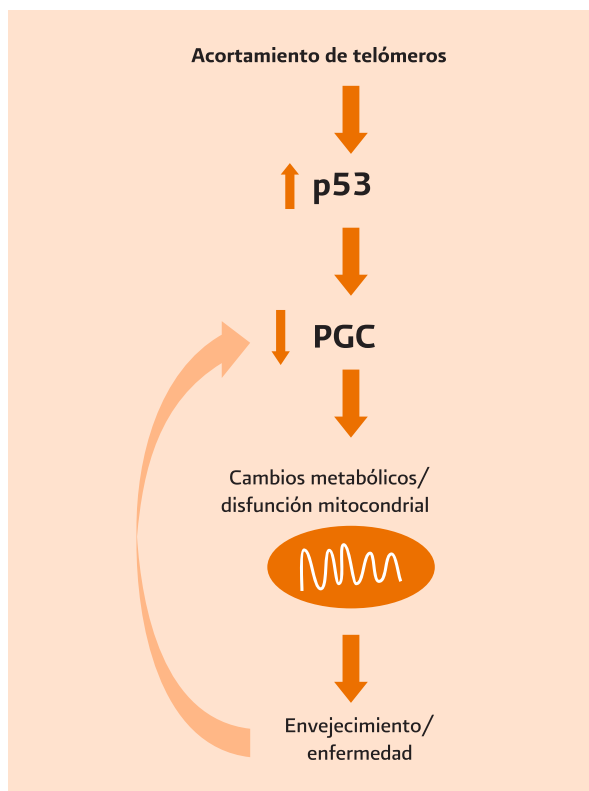 Acortamiento de telómeros
p53
PGC
Cambios metabólicos/
disfunción mitocondrial
Envejecimiento/
enfermedad